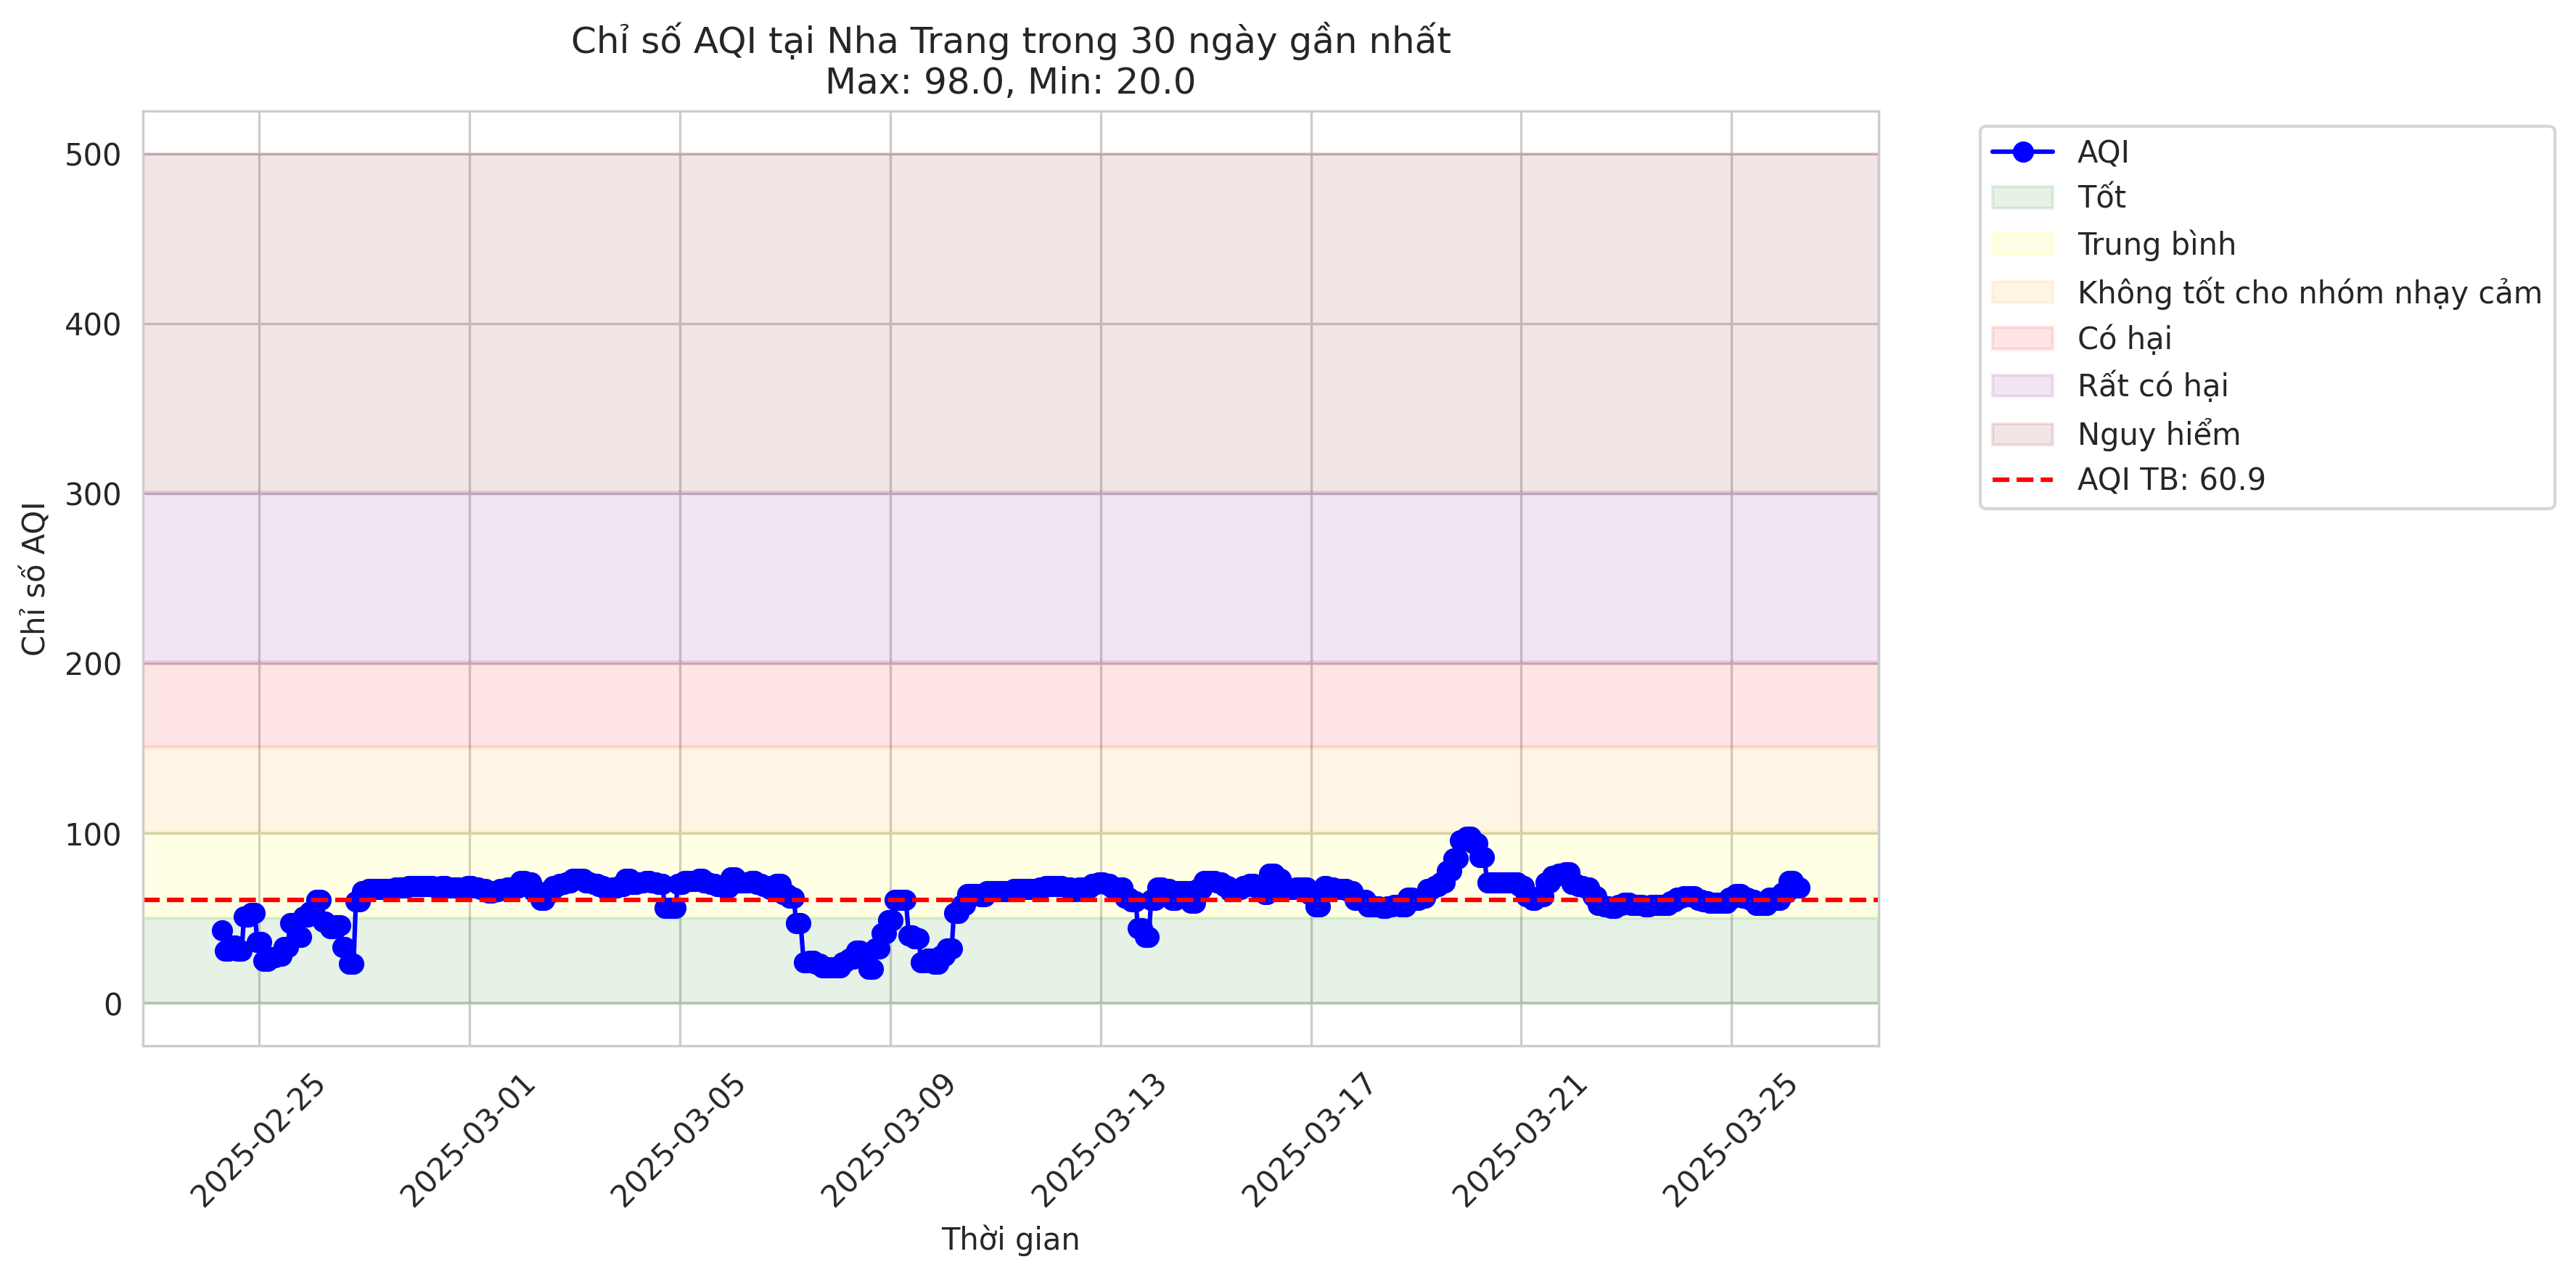 Chỉ số AQI tại Nha Trang trong 30 ngày gần nhất
Max: 98.0, Min: 20.0
Chỉ số AQI
500
400
300
200
100
0
2025-02-25
2025-03-01
2025-03-05
2025-03-09
2025-03-13
2025-03-17
2025-03-21
2025-03-25
Thời gian
AQI
Tốt
Trung bình
Không tốt cho nhóm nhạy cảm
Có hại
Rất có hại
Nguy hiểm
AQI TB: 60.9